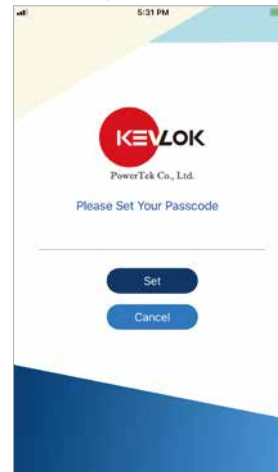 5:31 PM
KEVLOK
PowerTek Co., Ltd.
Please Set Your Passcode
Set
Cancel